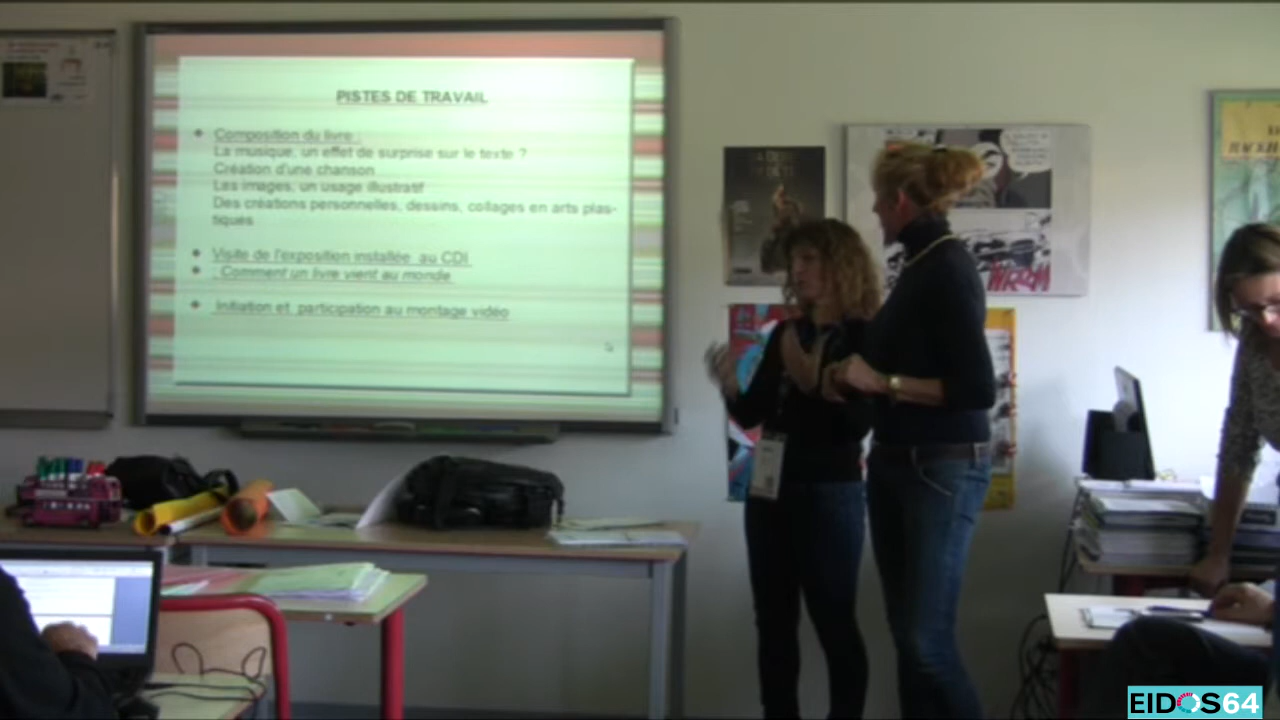 PISTES DE TRAVAIL
Composition du livre :
La musique, un effet de surprise sur le texte ?
Création d'une chanson
Les images, un usage illustratif
Des créations personnelles, dessins, collages en arts plas-
tiques
Visite de l'exposition installée au CDI
Comment un livre vient au monde
Initiation et participation au montage vidéo
EIDOS64